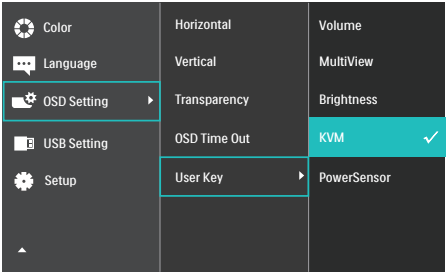 Color
Language
OSD Setting
USB Setting
Setup
Horizontal
Vertical
Transparency
OSD Time Out
User Key
Volume
MultiView
Brightness
KVM
PowerSensor